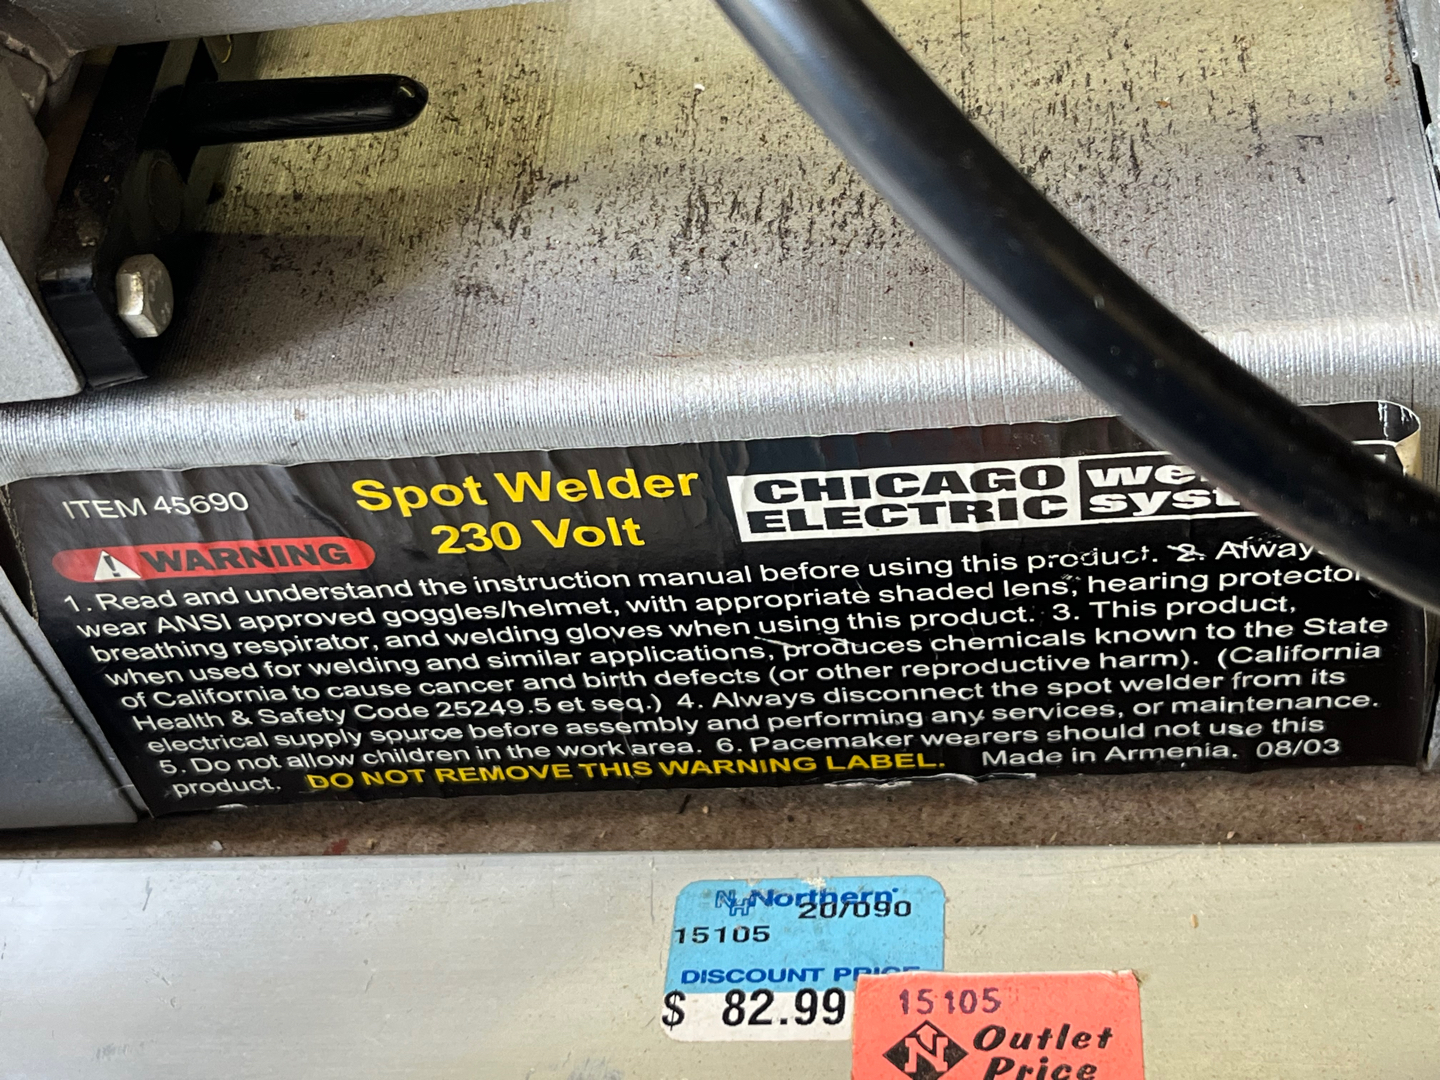 ITEM 45690
Spot Welder
230 Volt
CHICAGO
ELECTRIC
WARNING
1. Read and understand the instruction manual before using this product. 2. Always
wear ANSI approved goggles/helmet, with appropriate shaded lens, hearing protector
breathing respirator, and welding gloves when using this product. 3. This product,
when used for welding and similar applications, produces chemicals known to the State
of California to cause cancer and birth defects (or other reproductive harm). (California
Health & Safety Code 25249.5 et seq.) 4. Always disconnect the spot welder from its
electrical supply source before assembly and performing any services, or maintenance.
5. Do not allow children in the work area. 6. Pacemaker wearers should not use this
product. DO NOT REMOVE THIS WARNING LABEL. Made in Armenia. 08/03
NH Northern
20/090
15105
DISCOUNT PRICE
$ 82.99
15105
N Outlet
Price